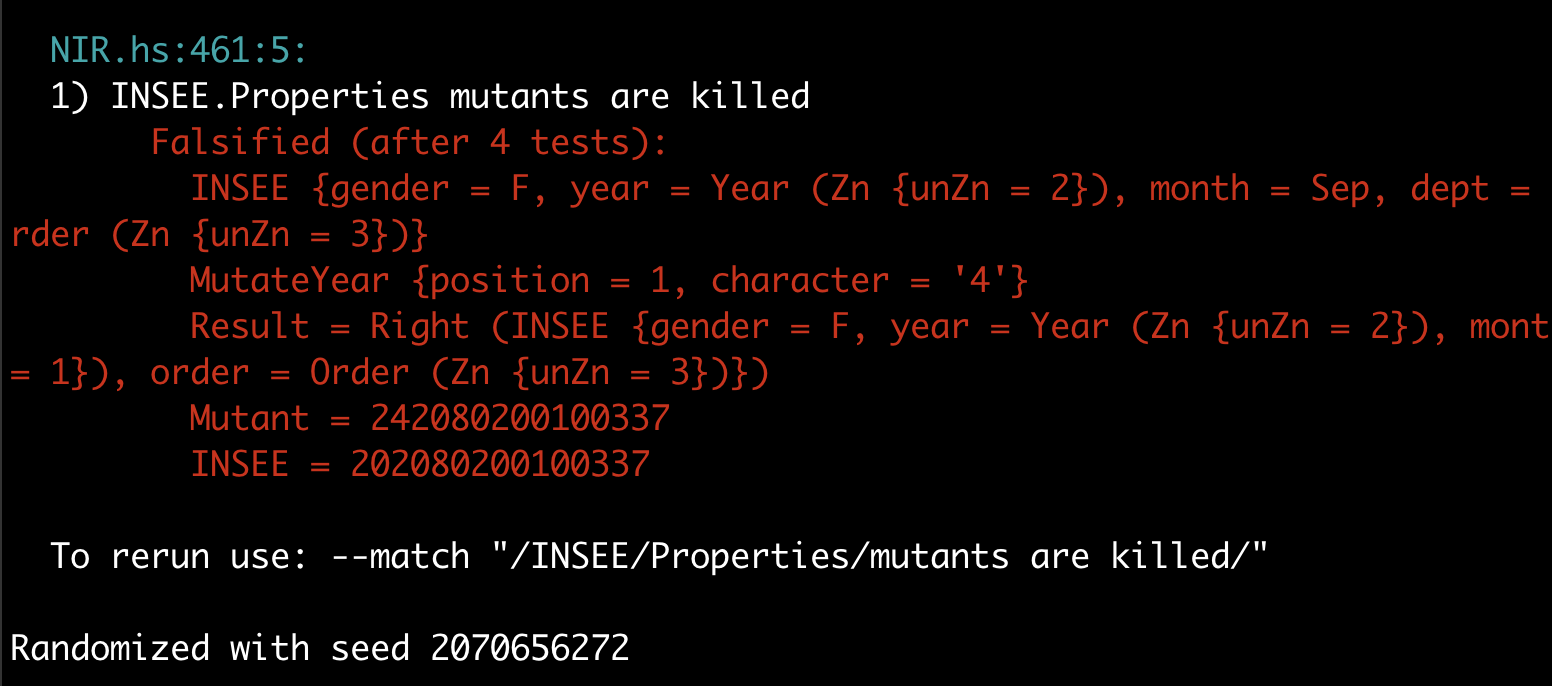 NIR.hs:461:5:
1) INSEE.Properties mutants are killed
Falsified (after 4 tests):
INSEE {gender = F, year = Year (Zn {unZn = 2}), month = Sep, dept =
rder (Zn {unZn = 3})}
MutateYear {position = 1, character = '4'}
Result = Right (INSEE {gender = F, year = Year (Zn {unZn = 2}), mont
= 1}), order = Order (Zn {unZn = 3})})
Mutant = 242080200100337
INSEE = 202080200100337
To rerun use: --match "/INSEE/Properties/mutants are killed/"
Randomized with seed 2070656272